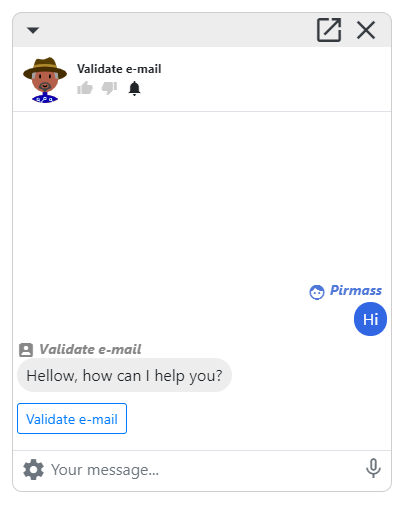 Validate e-mail
Pirmass
Hi
Validate e-mail
Hellow, how can I help you?
Validate e-mail
Your message...